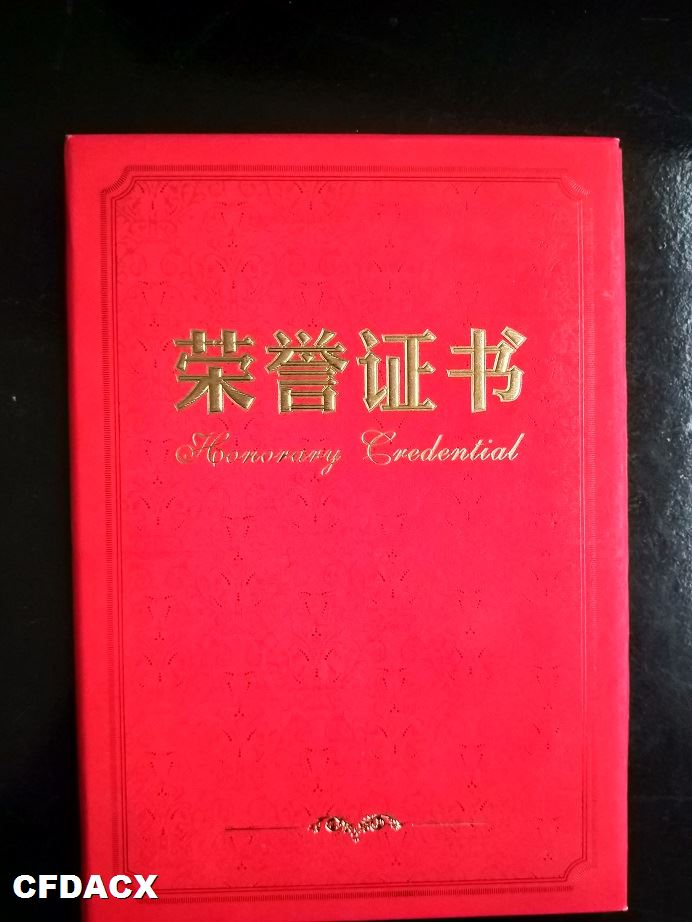 荣誉证书
Honorary Credential
CFDACX